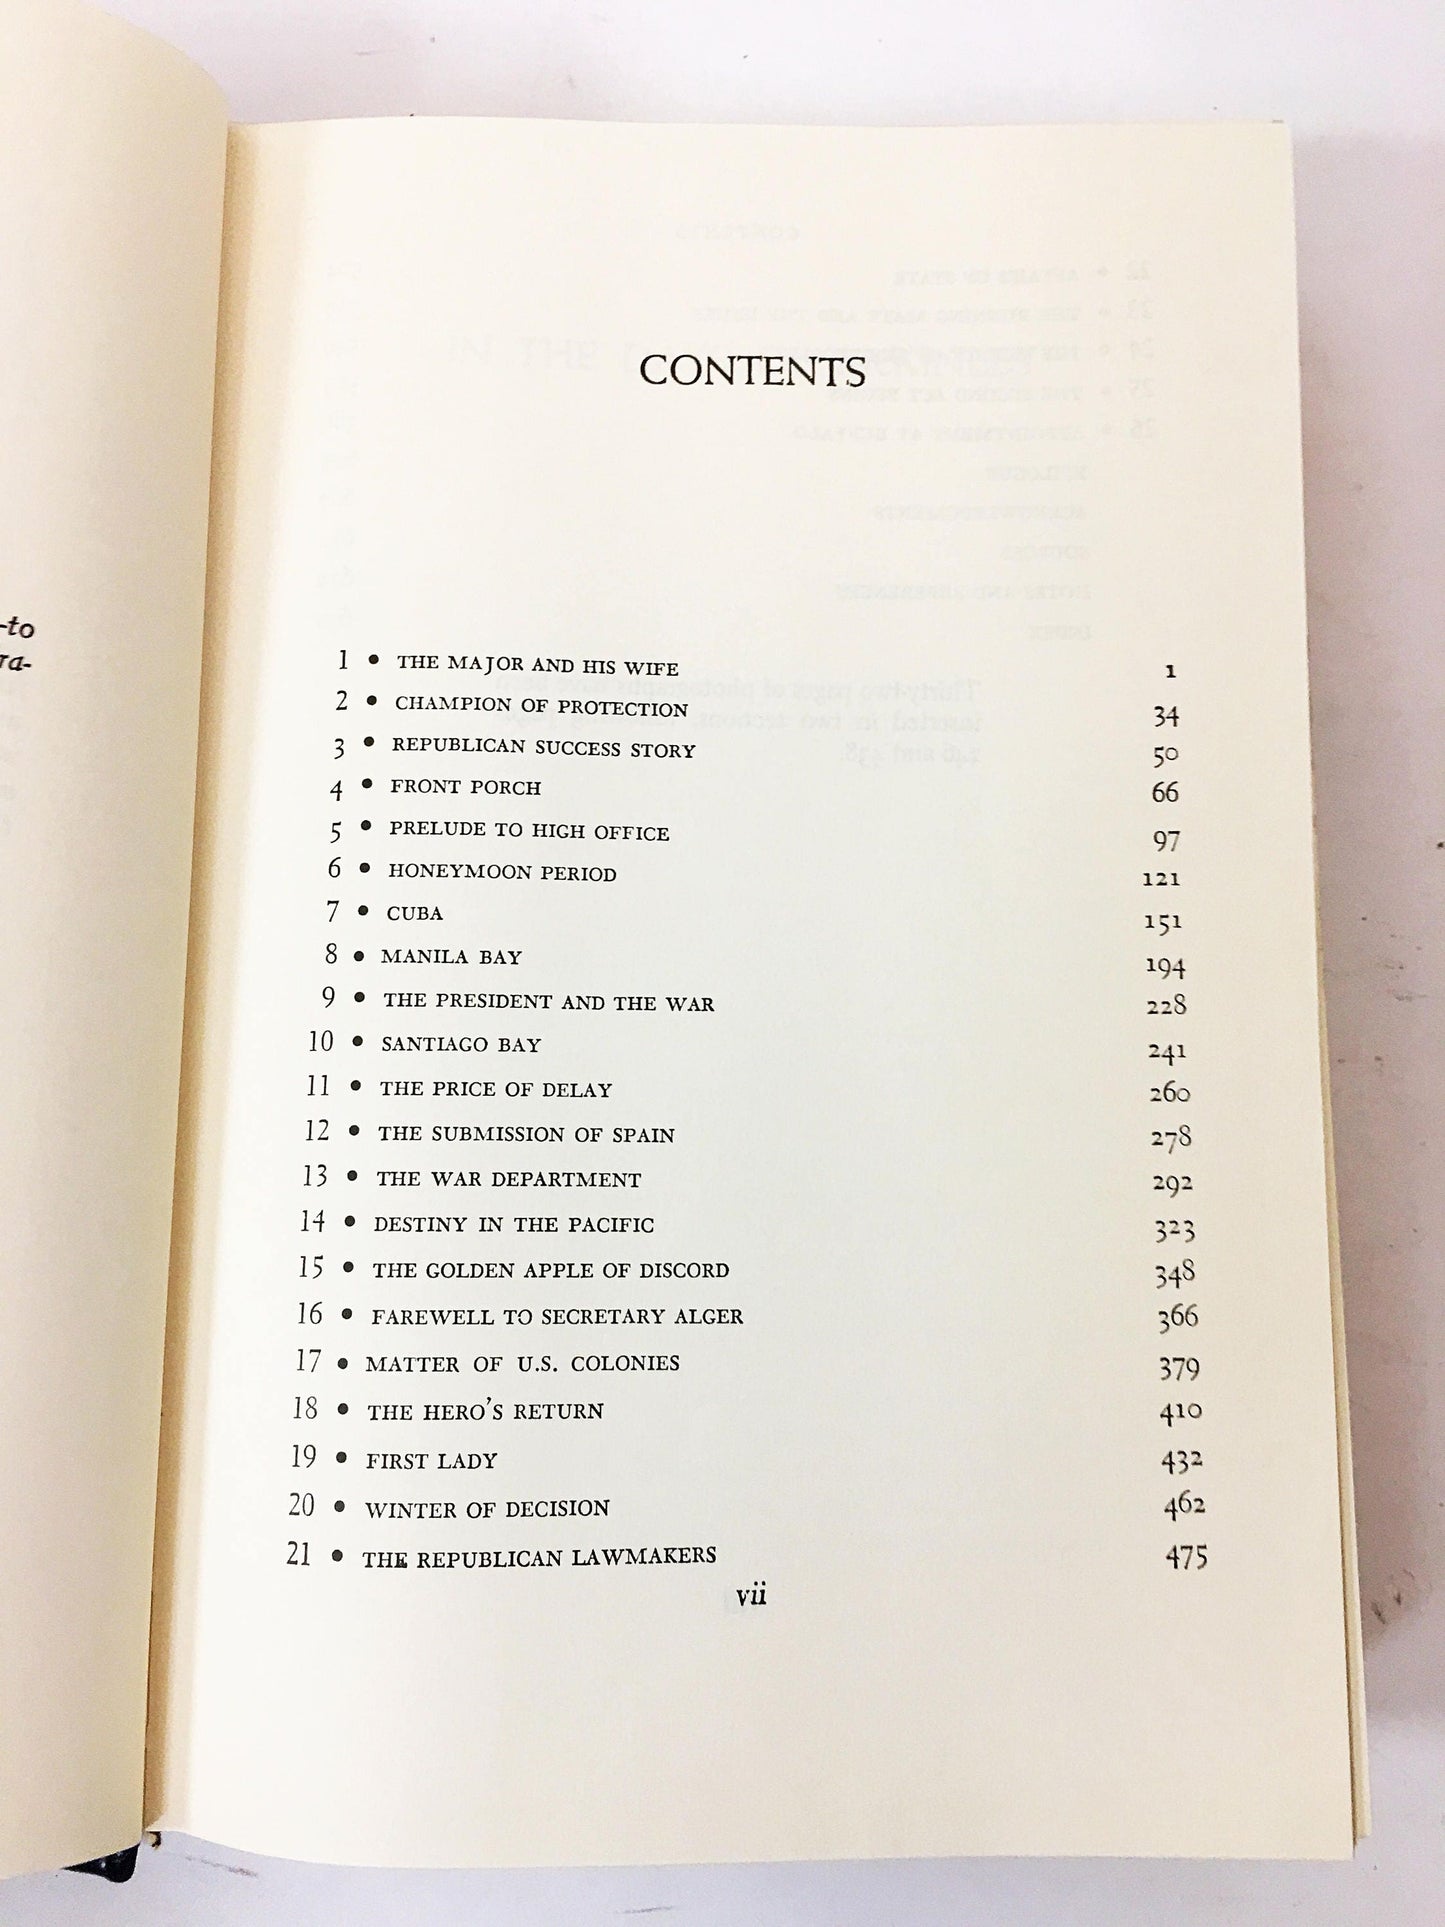 -to
ra-
CONTENTS
1 • THE MAJOR AND HIS WIFE 1
2 • CHAMPION OF PROTECTION 34
3 • REPUBLICAN SUCCESS STORY 50
4 • FRONT PORCH 66
5 • PRELUDE TO HIGH OFFICE 97
6 • HONEYMOON PERIOD 121
7 • CUBA 151
8 • MANILA BAY 194
9 • THE PRESIDENT AND THE WAR 228
10 • SANTIAGO BAY 241
11 • THE PRICE OF DELAY 260
12 • THE SUBMISSION OF SPAIN 278
13 • THE WAR DEPARTMENT 292
14 • DESTINY IN THE PACIFIC 323
15 • THE GOLDEN APPLE OF DISCORD 348
16 • FAREWELL TO SECRETARY ALGER 366
17 • MATTER OF U.S. COLONIES 379
18 • THE HERO'S RETURN 410
19 • FIRST LADY 432
20 • WINTER OF DECISION 462
21 • THE REPUBLICAN LAWMAKERS 475
vii